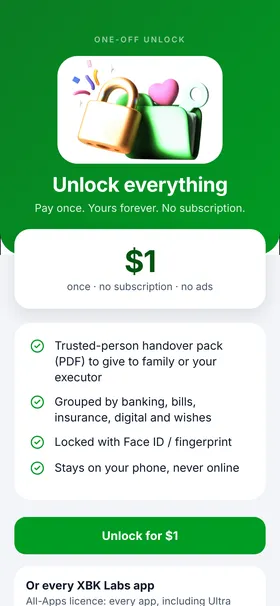 ONE-OFF UNLOCK
Unlock everything
Pay once. Yours forever. No subscription.
$1
once · no subscription · no ads
Trusted-person handover pack
(PDF) to give to family or your
executor
Grouped by banking, bills,
insurance, digital and wishes
Locked with Face ID / fingerprint
Stays on your phone, never online
Unlock for $1
Or every XBK Labs app
All-Apps licence: every app, including Ultra